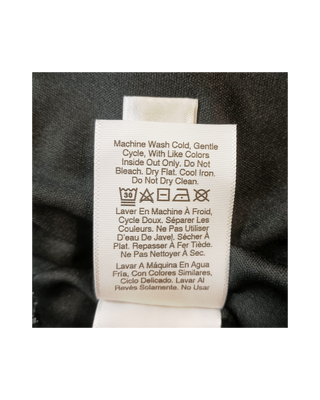 Machine Wash Cold, Gentle
Cycle, With Like Colors
Inside Out Only. Do Not
Bleach. Dry Flat. Cool Iron.
Do Not Dry Clean.
30
Laver En Machine À Froid,
Cycle Doux. Séparer Les
Couleurs. Ne Pas Utiliser
D'eau De Javel. Sécher À
Plat. Repasser À Fer Tiède.
Ne Pas Nettoyer À Sec.
Lavar A Máquina En Agua
Fría, Con Colores Similares,
Ciclo Delicado. Lavar Al
Revés Solamente. No Usar